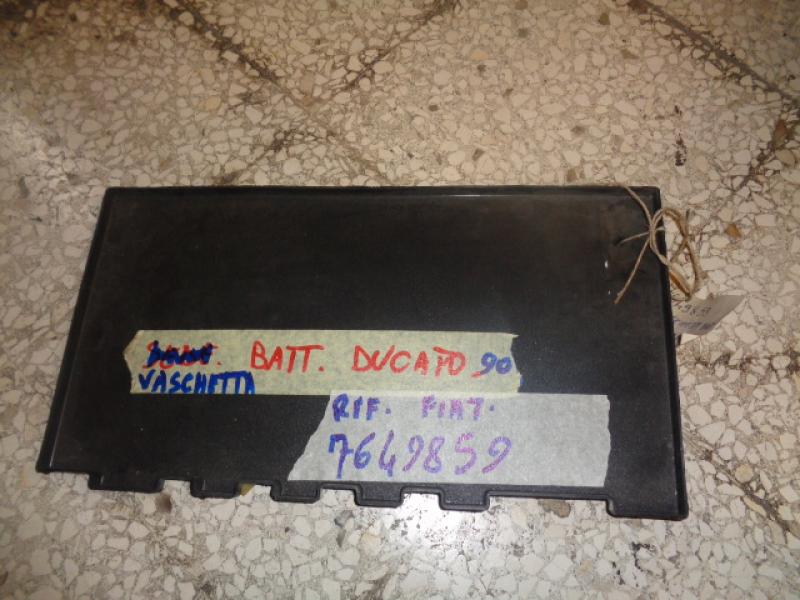 BATT. DUCATO 90
VASCHETTA
RIF. FIAT.
7649859